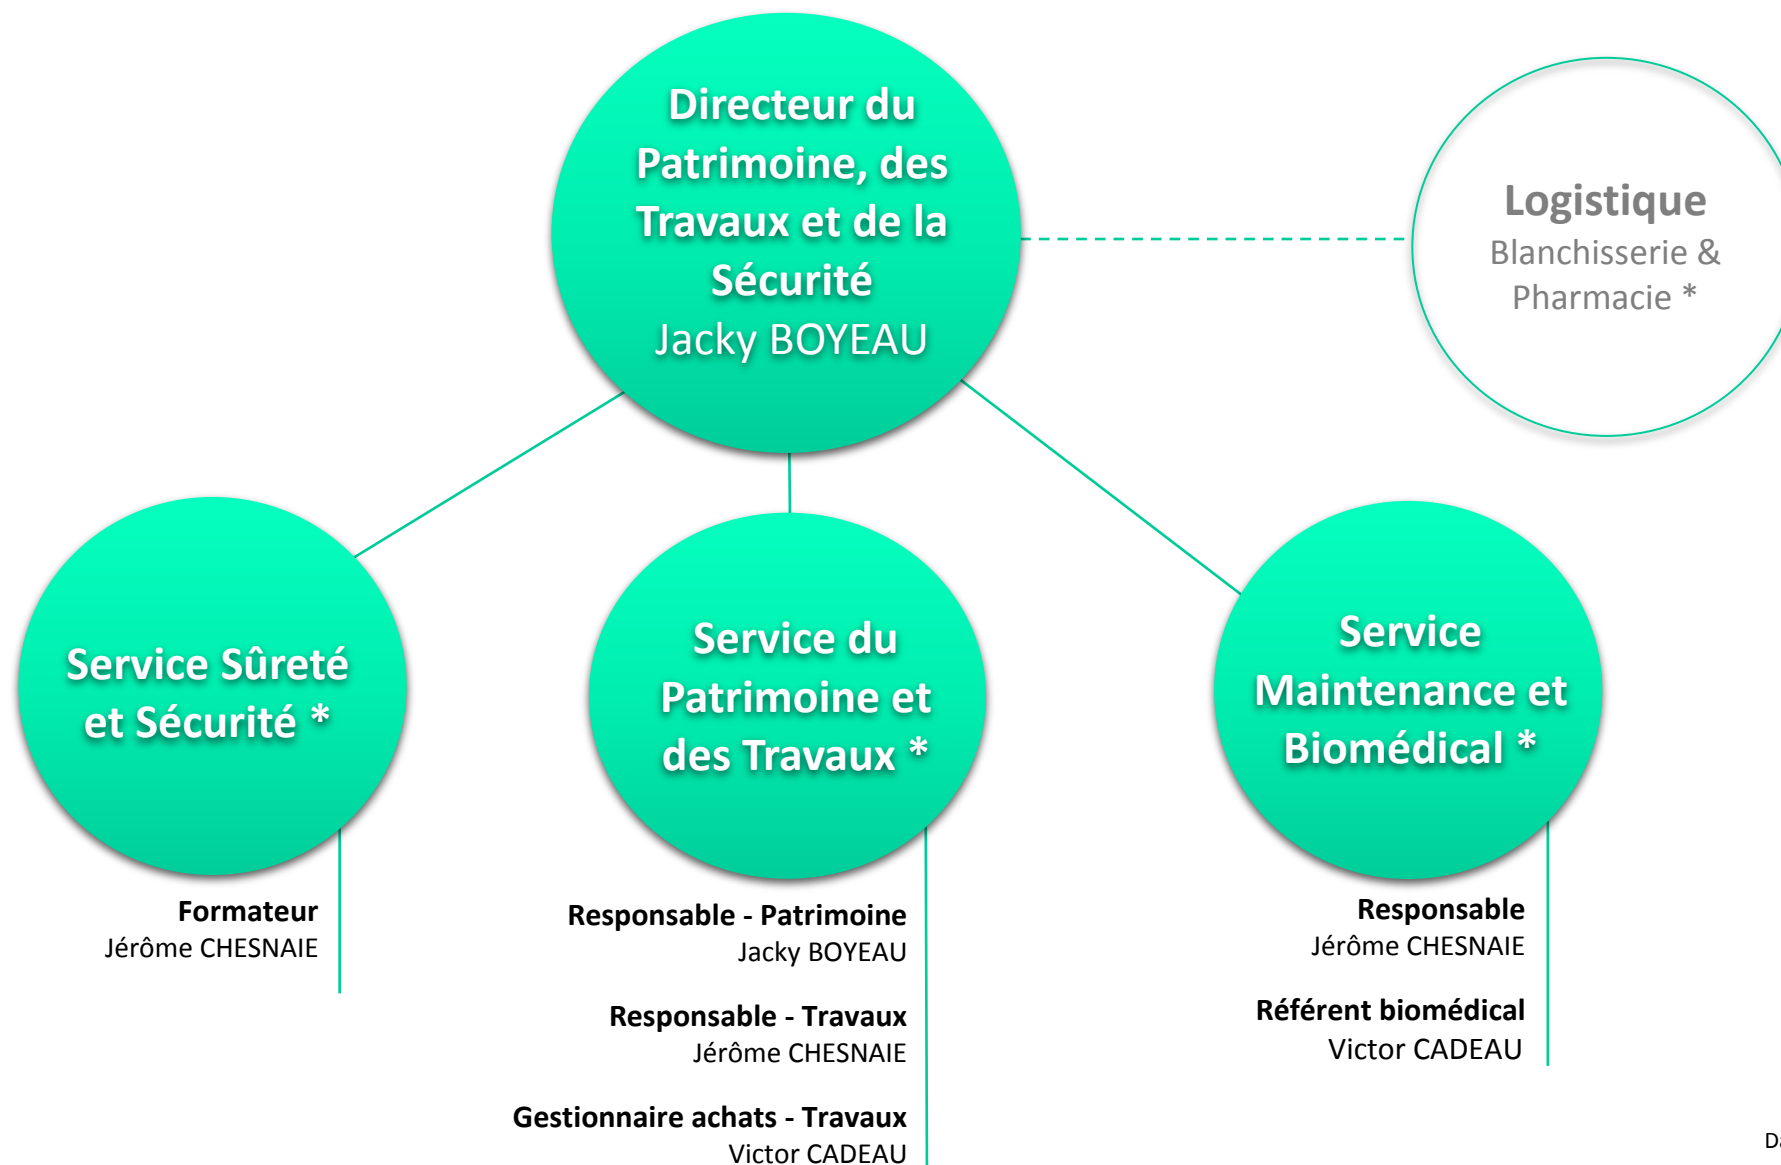 Directeur du
Patrimoine, des
Travaux et de la
Sécurité
Jacky BOYEAU
Logistique
Blanchisserie &
Pharmacie *
Service Sûreté
et Sécurité *
Service du
Patrimoine et
des Travaux *
Service
Maintenance et
Biomédical *
Formateur
Jérôme CHESNAIE
Responsable - Patrimoine
Jacky BOYEAU
Responsable - Travaux
Jérôme CHESNAIE
Gestionnaire achats - Travaux
Victor CADEAU
Responsable
Jérôme CHESNAIE
Référent biomédical
Victor CADEAU